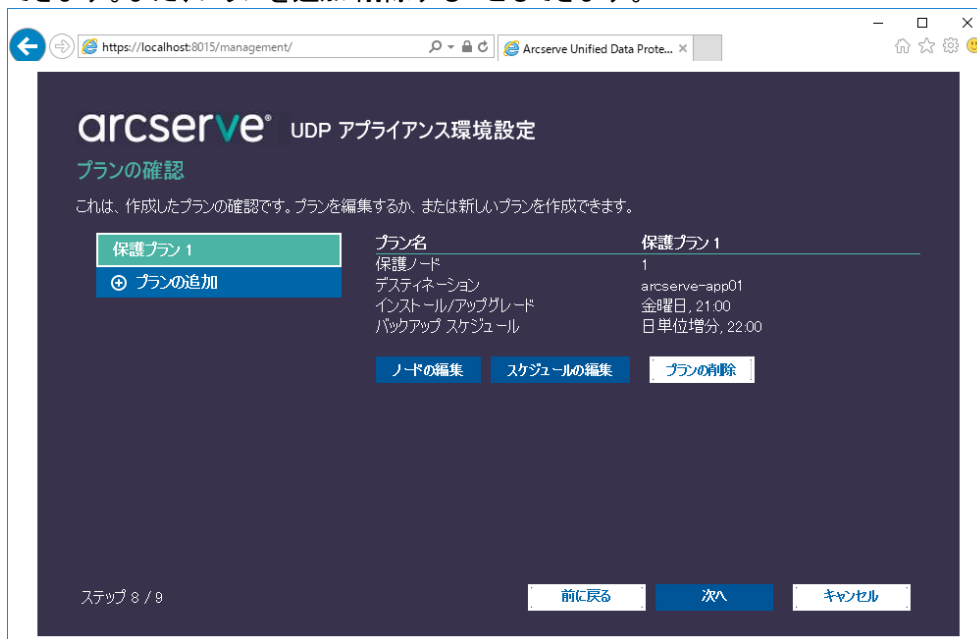 https://localhost:8015/management/
Arcserve Unified Data Prote...
arcserve® UDP アプライアンス環境設定
プランの確認
これは、作成したプランの確認です。プランを編集するか、または新しいプランを作成できます。
保護プラン 1
プランの追加
プラン名 保護プラン 1
保護ノード 1
デスティネーション arcserve-app01
インストール/アップグレード 金曜日, 21:00
バックアップ スケジュール 日単位増分, 22:00
ノードの編集 スケジュールの編集 プランの削除
ステップ 8 / 9
前に戻る 次へ キャンセル